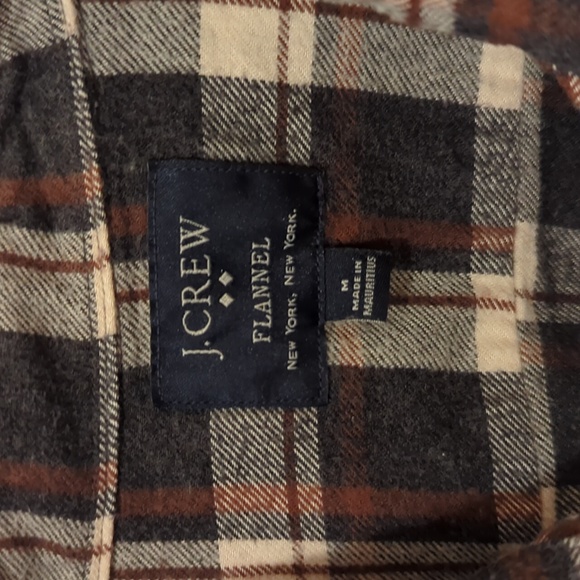 J.CREW
FLANNEL
NEW YORK, NEW YORK.
M
MADE IN
MAURITIUS